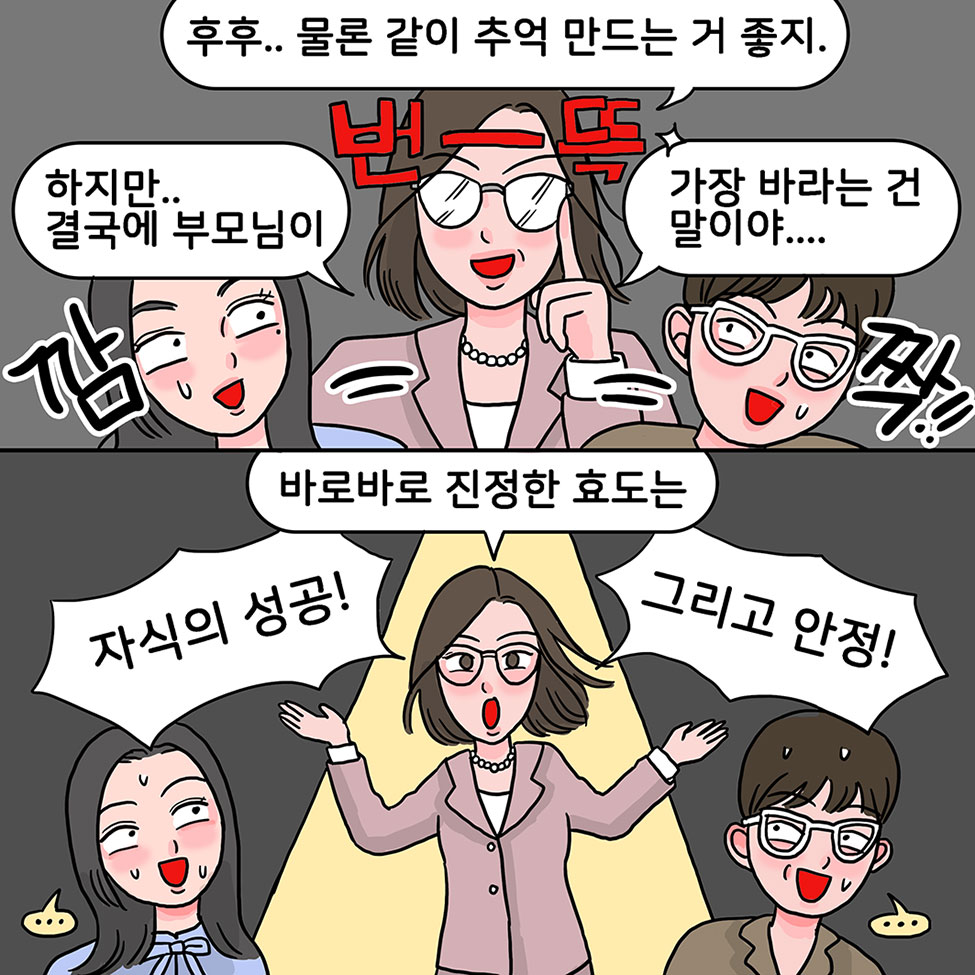 후후.. 물론 같이 추억 만드는 거 좋지.
번ㅡ뜩
하지만..
결국에 부모님이
가장 바라는 건
말이야....
깜
짝!!
바로바로 진정한 효도는
자식의 성공!
그리고 안정!
...
...